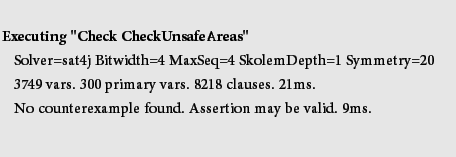 Executing "Check CheckUnsafeAreas"
Solver=sat4j Bitwidth=4 MaxSeq=4 SkolemDepth=1 Symmetry=20
3749 vars. 300 primary vars. 8218 clauses. 21ms.
No counterexample found. Assertion may be valid. 9ms.